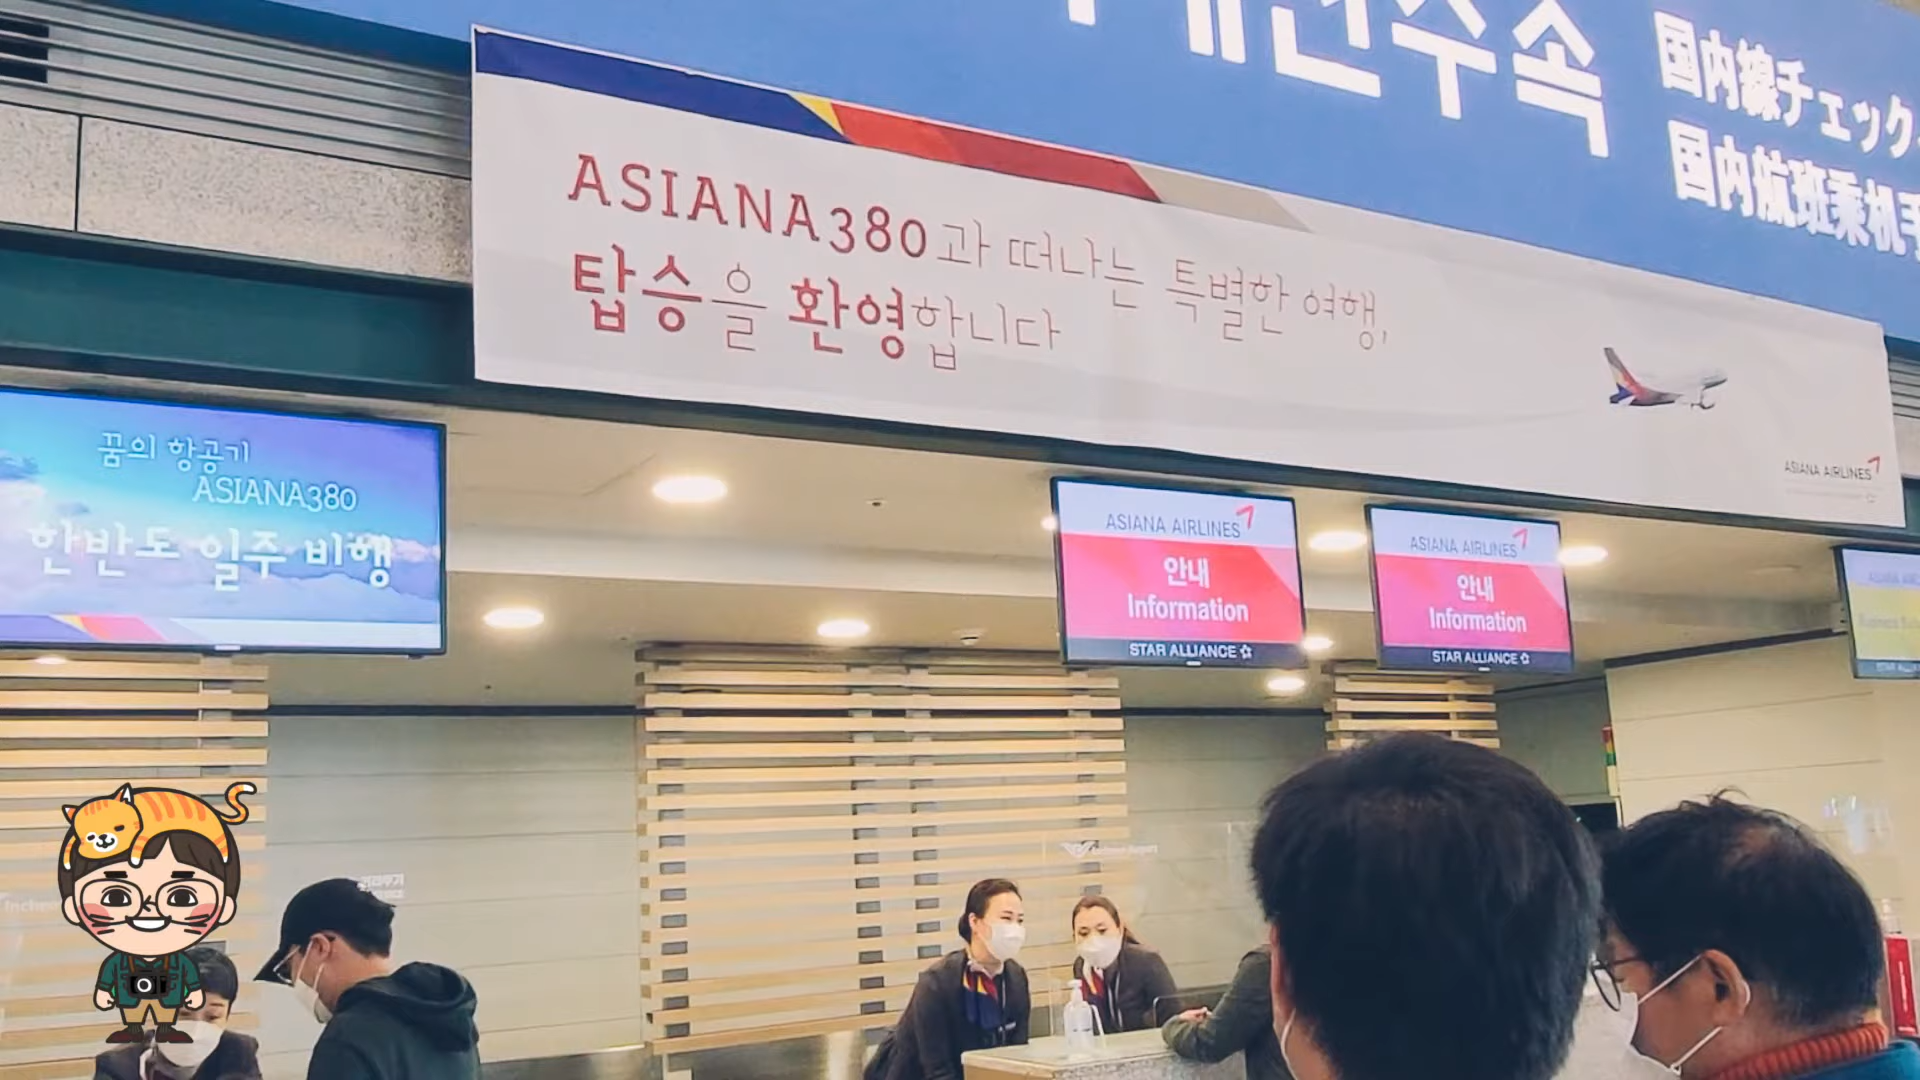 국내선수속
国内線チェック
国内航班乘机手
ASIANA380과 떠나는 특별한 여행,
탑승을 환영합니다
ASIANA AIRLINES
꿈의 항공기
ASIANA380
한반도 일주 비행
ASIANA AIRLINES
안내
Information
STAR ALLIANCE
ASIANA AIRLINES
안내
Information
STAR ALLIANCE